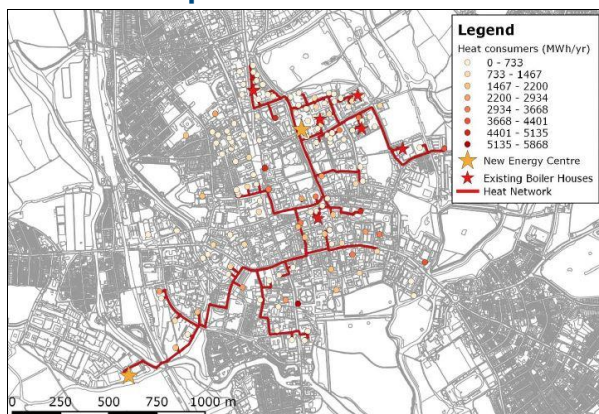 Legend
Heat consumers (MWh/yr)
0 - 733
733 - 1467
1467 - 2200
2200 - 2934
2934 - 3668
3668 - 4401
4401 - 5135
5135 - 5868
New Energy Centre
Existing Boiler Houses
Heat Network
0 250 500 750 1000 m